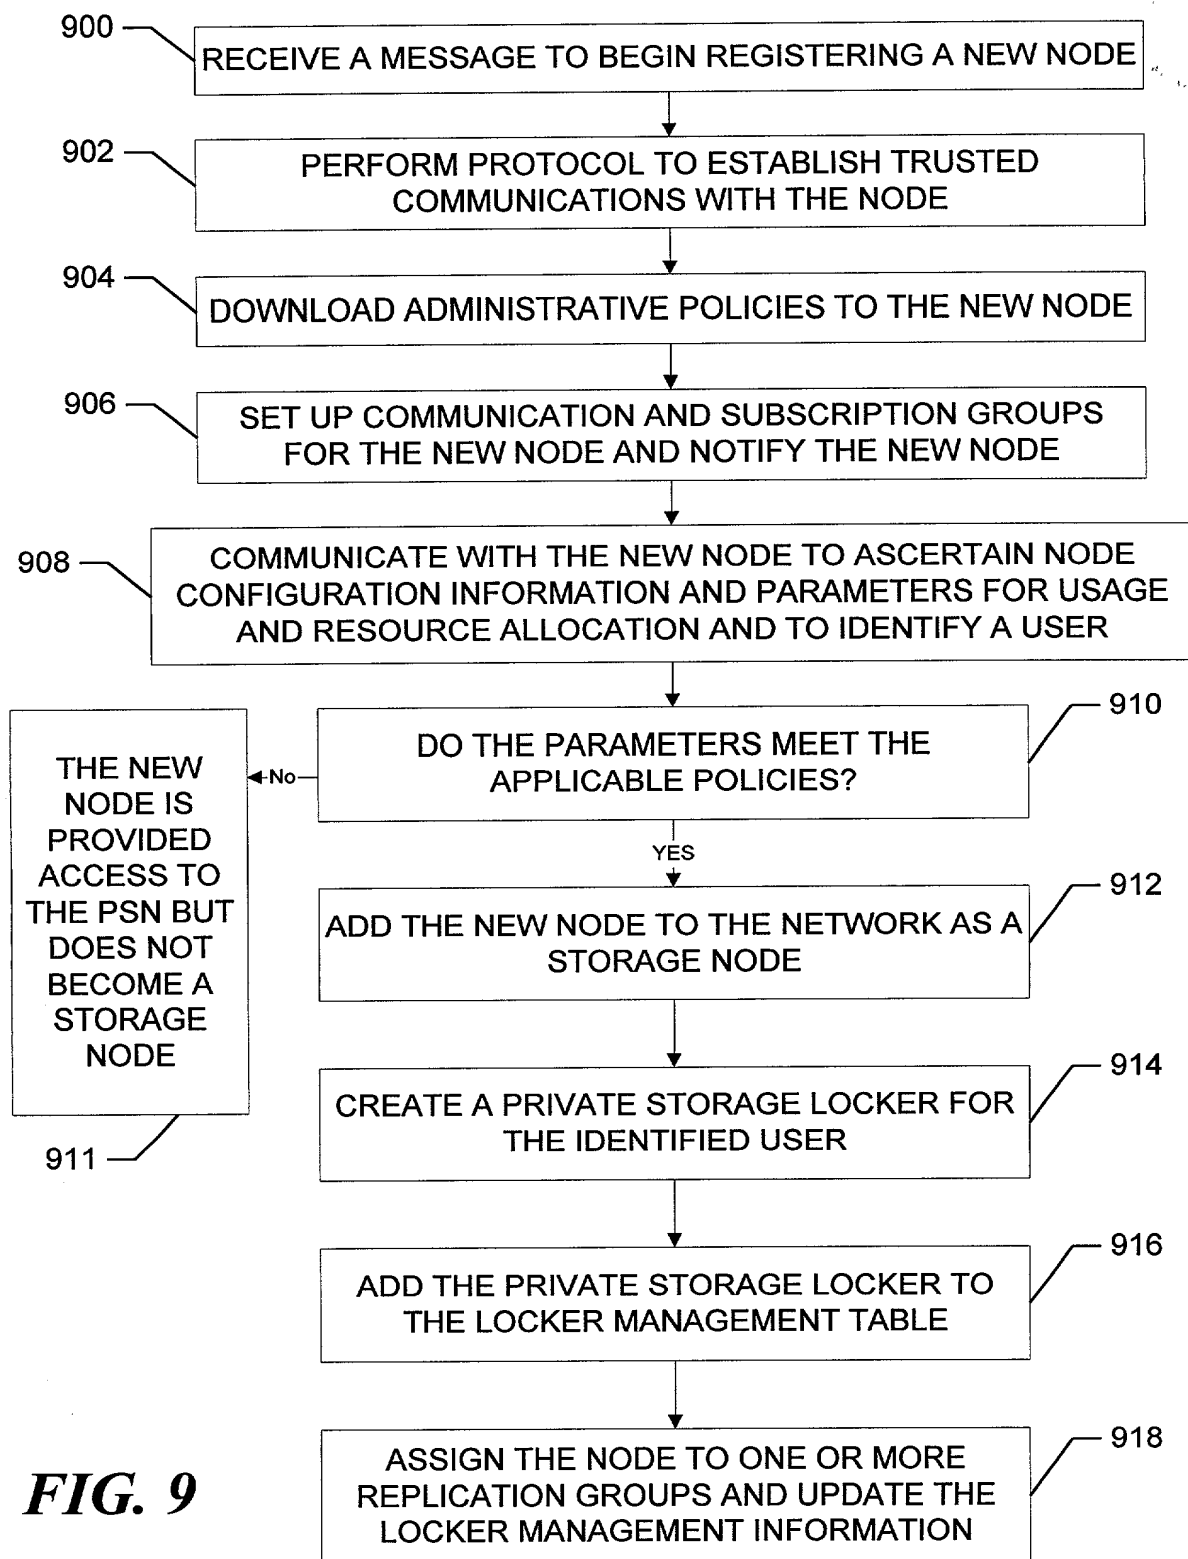 900
RECEIVE A MESSAGE TO BEGIN REGISTERING A NEW NODE
902
PERFORM PROTOCOL TO ESTABLISH TRUSTED
COMMUNICATIONS WITH THE NODE
904
DOWNLOAD ADMINISTRATIVE POLICIES TO THE NEW NODE
906
SET UP COMMUNICATION AND SUBSCRIPTION GROUPS
FOR THE NEW NODE AND NOTIFY THE NEW NODE
908
COMMUNICATE WITH THE NEW NODE TO ASCERTAIN NODE
CONFIGURATION INFORMATION AND PARAMETERS FOR USAGE
AND RESOURCE ALLOCATION AND TO IDENTIFY A USER
910
DO THE PARAMETERS MEET THE
APPLICABLE POLICIES?
No
THE NEW
NODE IS
PROVIDED
ACCESS TO
THE PSN BUT
DOES NOT
BECOME A
STORAGE
NODE
911
YES
912
ADD THE NEW NODE TO THE NETWORK AS A
STORAGE NODE
914
CREATE A PRIVATE STORAGE LOCKER FOR
THE IDENTIFIED USER
916
ADD THE PRIVATE STORAGE LOCKER TO
THE LOCKER MANAGEMENT TABLE
918
ASSIGN THE NODE TO ONE OR MORE
REPLICATION GROUPS AND UPDATE THE
LOCKER MANAGEMENT INFORMATION
FIG. 9